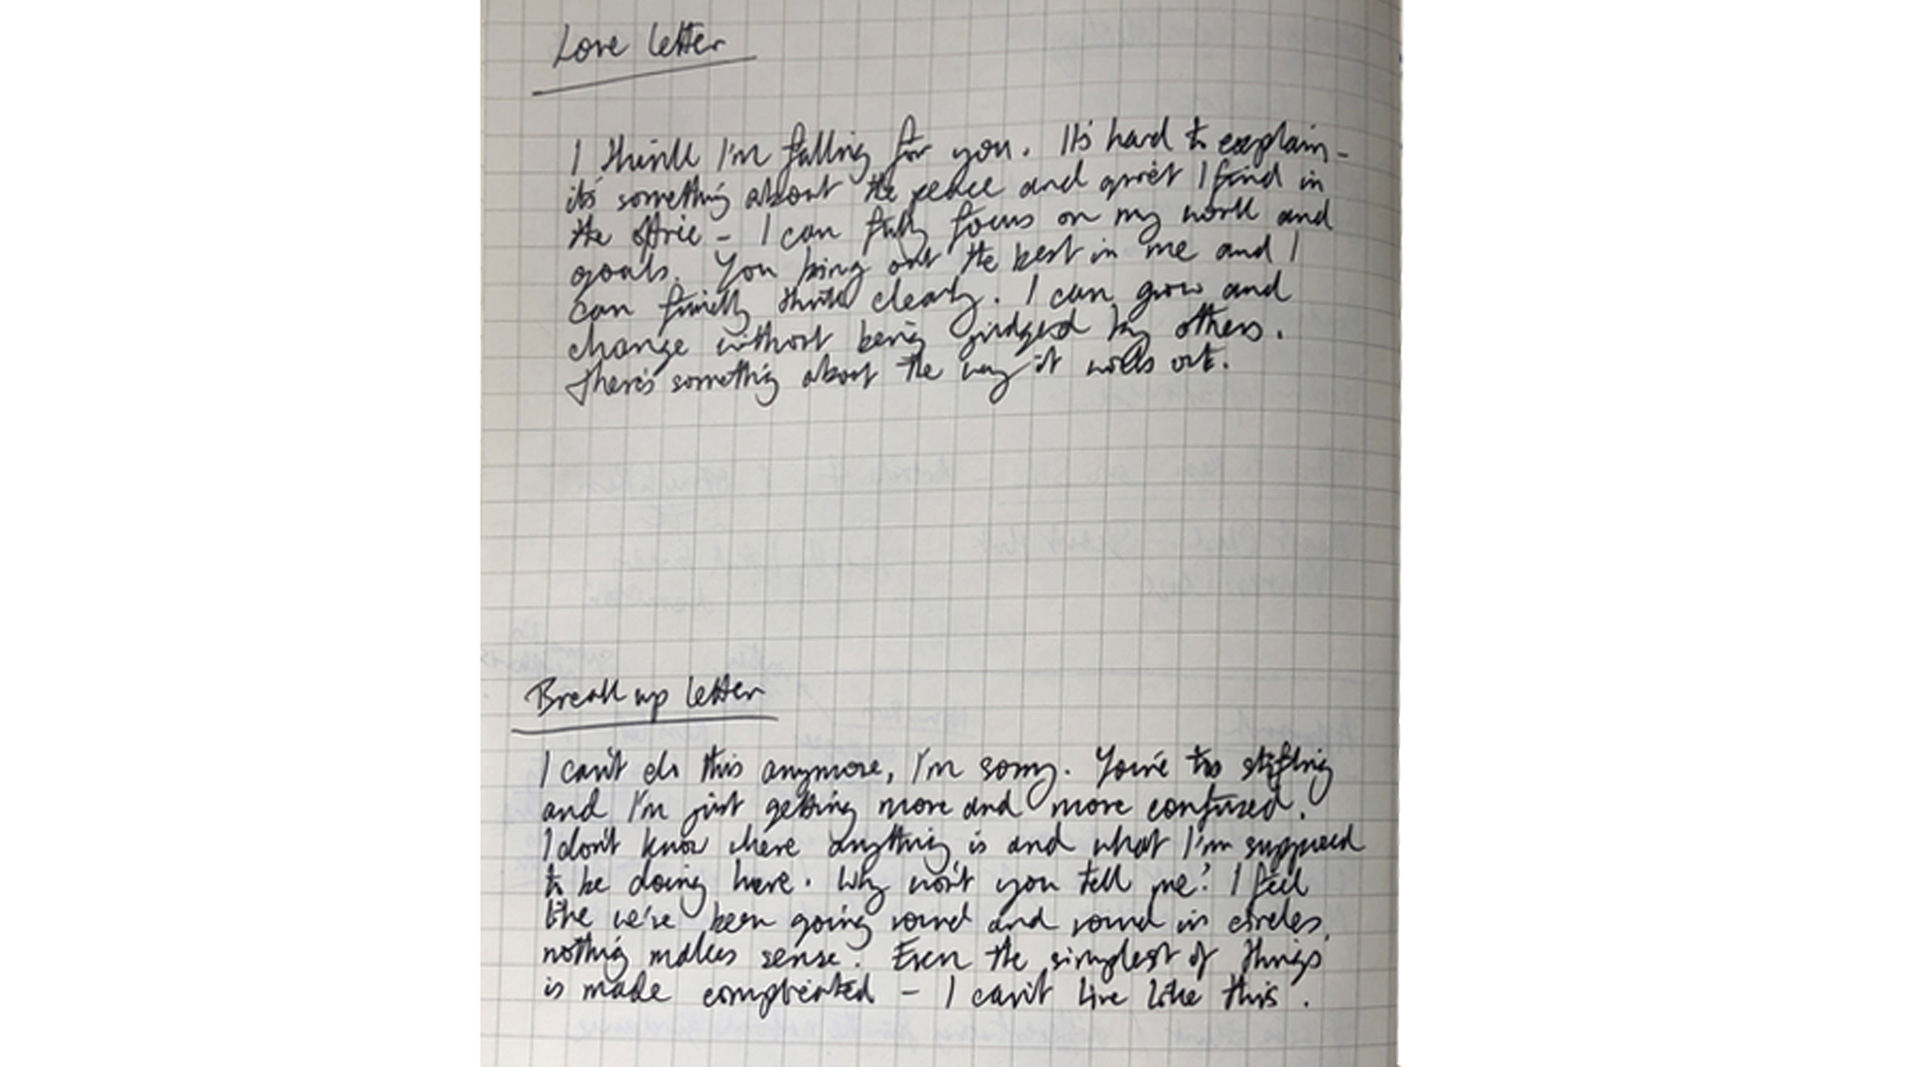 Love letter
I think I'm falling for you. It's hard to explain -
it's something about the peace and quiet I find in
the office - I can fully focus on my work and
goals. You bring out the best in me and I
can finally think clearly. I can grow and
change without being judged by others.
There's something about the way it works out.
Break up letter
I can't do this anymore, I'm sorry. You're too stifling
and I'm just getting more and more confused.
I don't know where anything is and what I'm supposed
to be doing here. Why won't you tell me? I feel
like we've been going round and round in circles,
nothing makes sense. Even the simplest of things
is made complicated - I can't live like this.